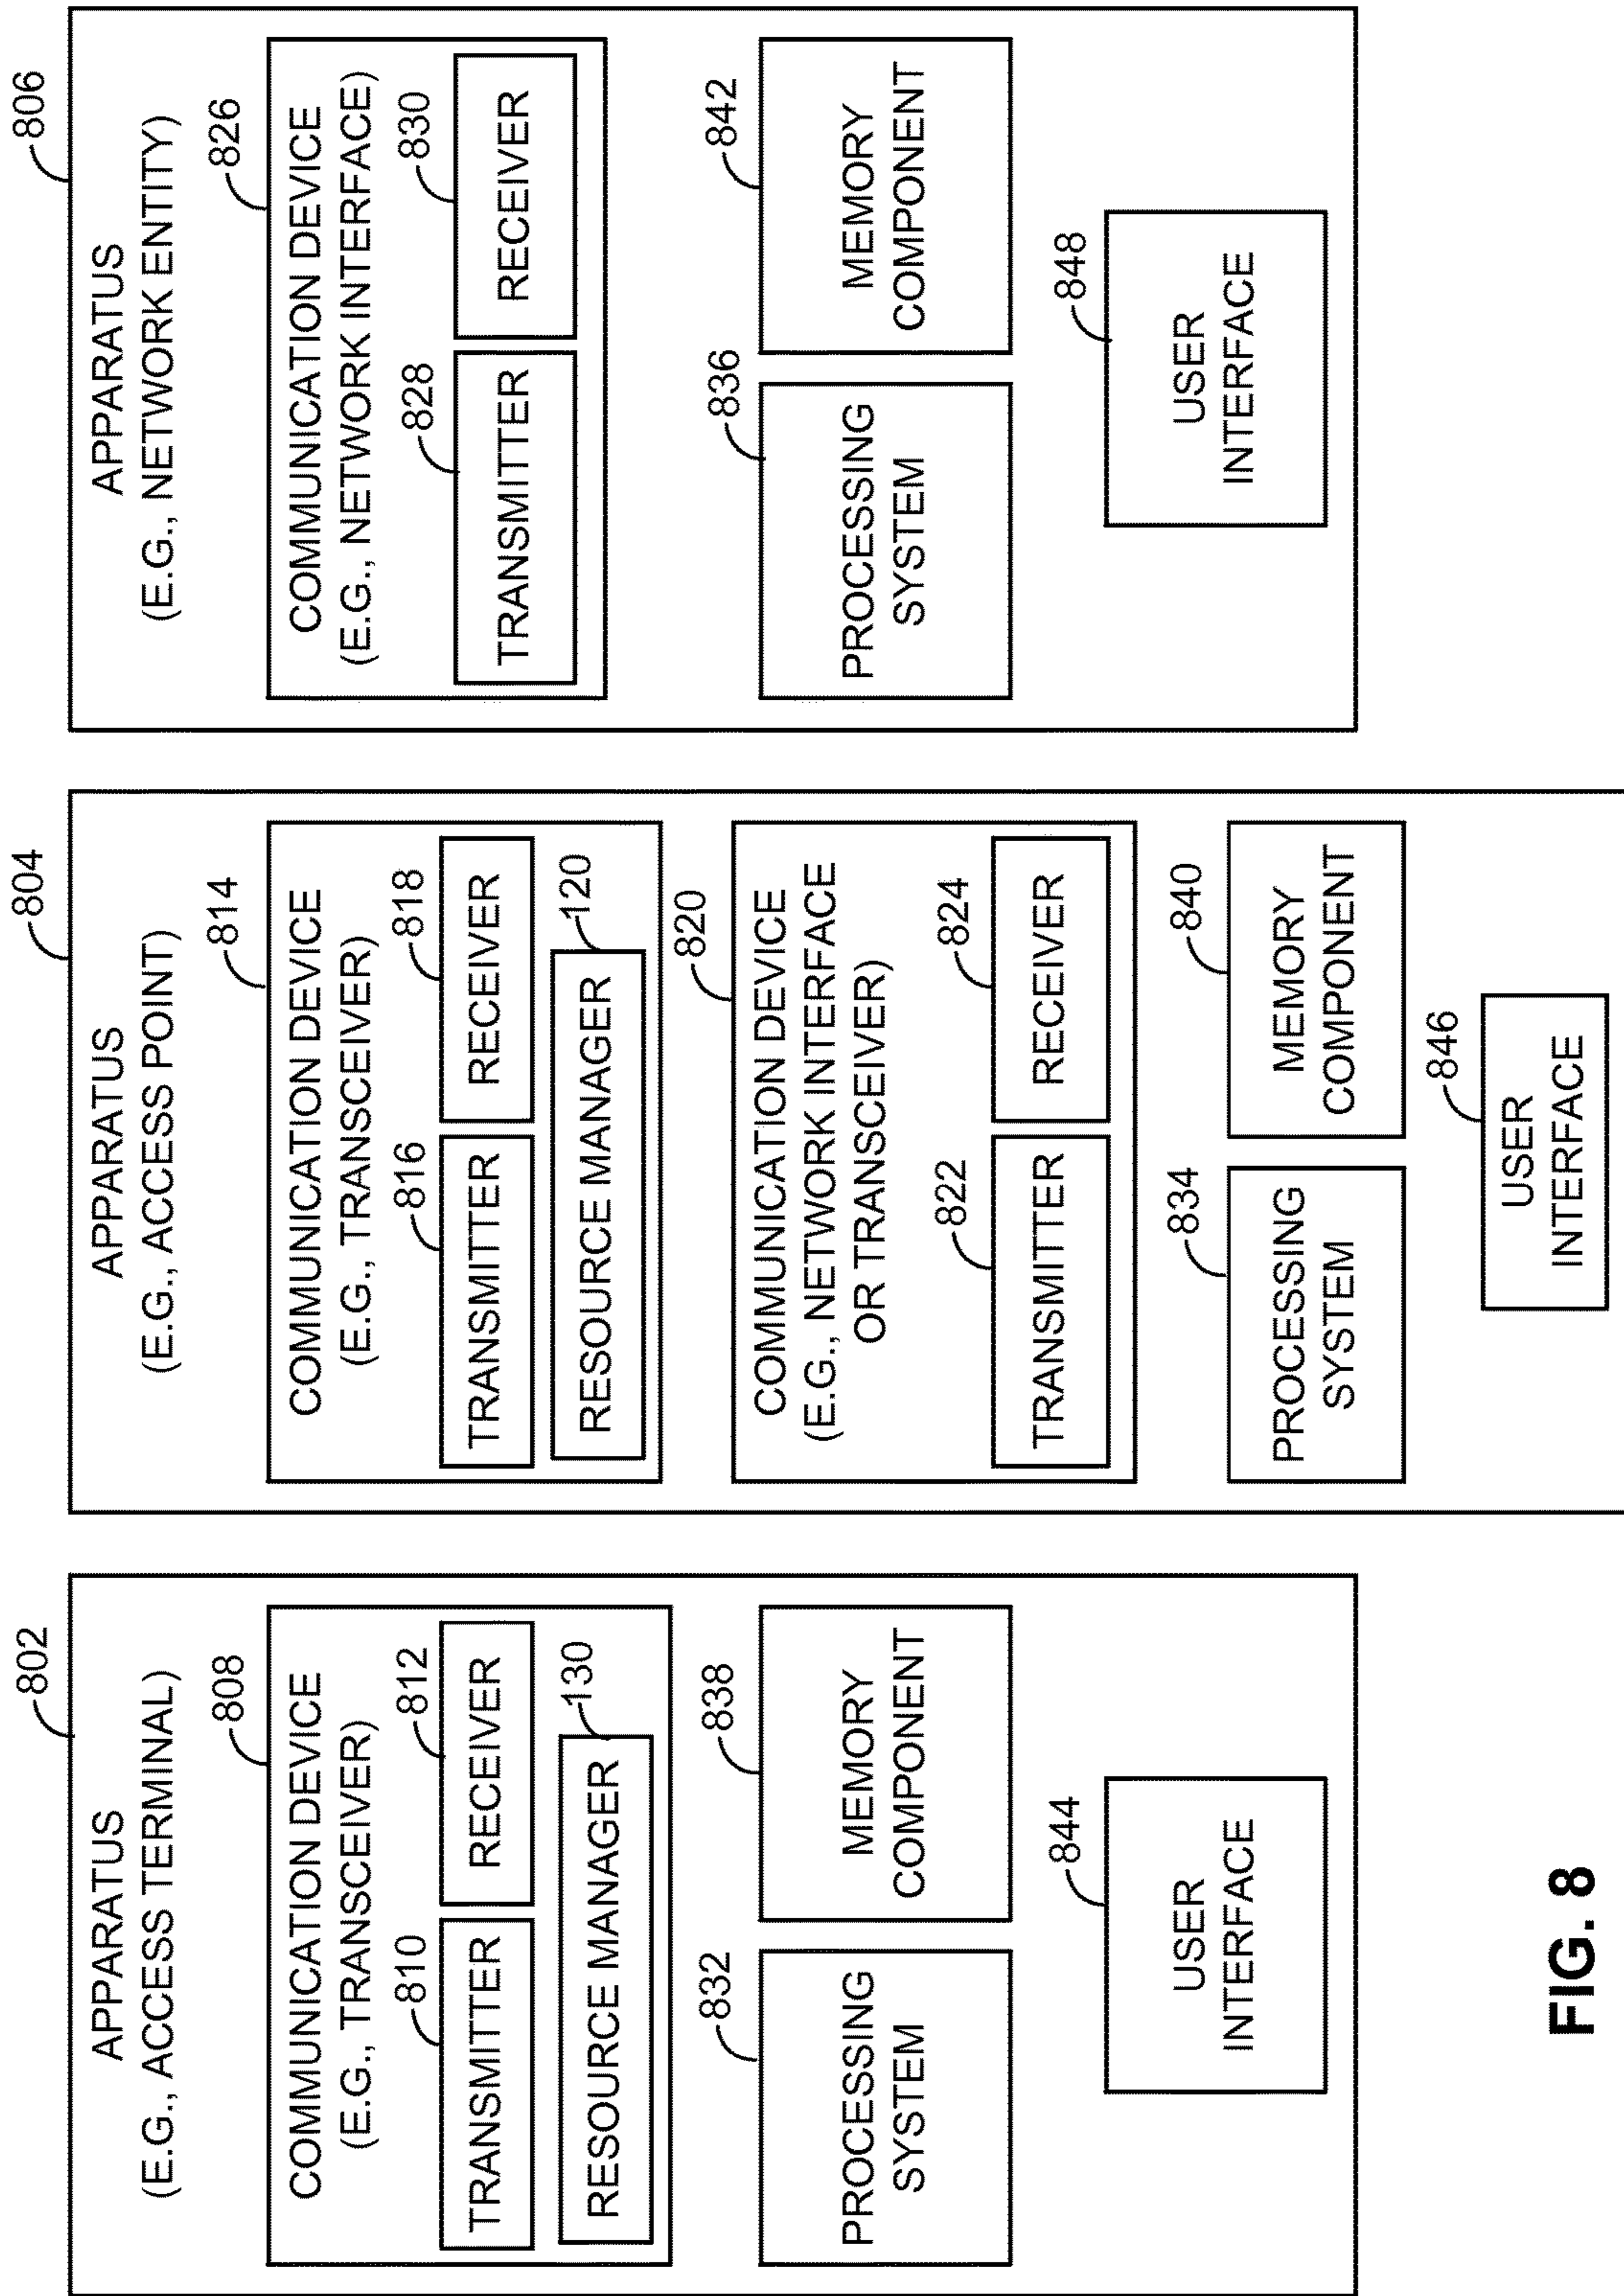 802
APPARATUS
(E.G., ACCESS TERMINAL)
808
COMMUNICATION DEVICE
(E.G., TRANSCEIVER)
810
812
TRANSMITTER
RECEIVER
130
RESOURCE MANAGER
832
838
PROCESSING
SYSTEM
MEMORY
COMPONENT
844
USER
INTERFACE
804
APPARATUS
(E.G., ACCESS POINT)
814
COMMUNICATION DEVICE
(E.G., TRANSCEIVER)
816
818
TRANSMITTER
RECEIVER
120
RESOURCE MANAGER
820
COMMUNICATION DEVICE
(E.G., NETWORK INTERFACE
OR TRANSCEIVER)
822
824
TRANSMITTER
RECEIVER
834
840
PROCESSING
SYSTEM
MEMORY
COMPONENT
846
USER
INTERFACE
806
APPARATUS
(E.G., NETWORK ENTITY)
826
COMMUNICATION DEVICE
(E.G., NETWORK INTERFACE)
828
830
TRANSMITTER
RECEIVER
836
842
PROCESSING
SYSTEM
MEMORY
COMPONENT
848
USER
INTERFACE
FIG. 8